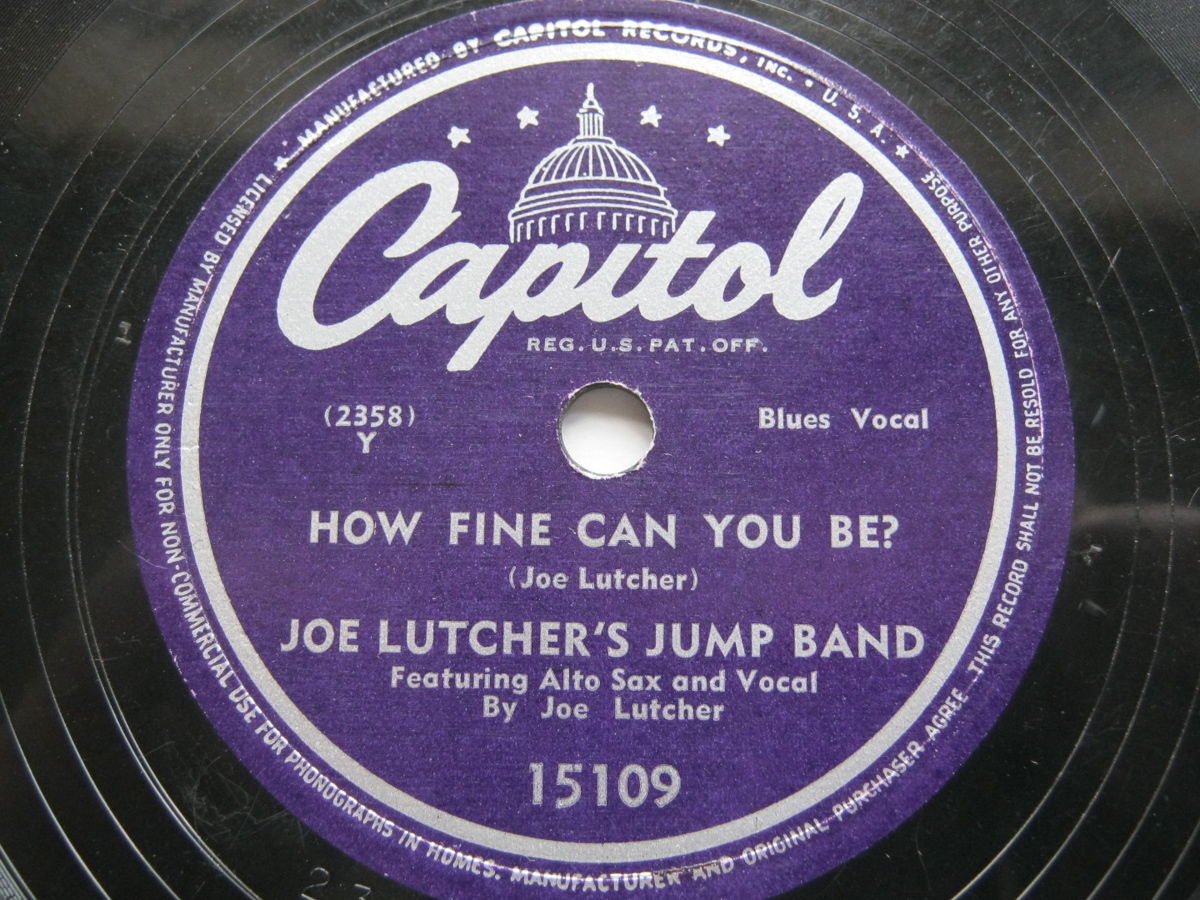 ★ MANUFACTURED BY CAPITOL RECORDS, INC. • U. S. A. ★
Capitol
REG. U.S. PAT. OFF.
(2358)
Y
Blues Vocal
HOW FINE CAN YOU BE?
(Joe Lutcher)
JOE LUTCHER'S JUMP BAND
Featuring Alto Sax and Vocal
By Joe Lutcher
15109
LICENSED BY MANUFACTURER ONLY FOR NON-COMMERCIAL USE FOR PHONOGRAPHS IN HOMES. MANUFACTURER AND ORIGINAL PURCHASER AGREE THIS RECORD SHALL NOT BE RESOLD FOR ANY OTHER PURPOSE